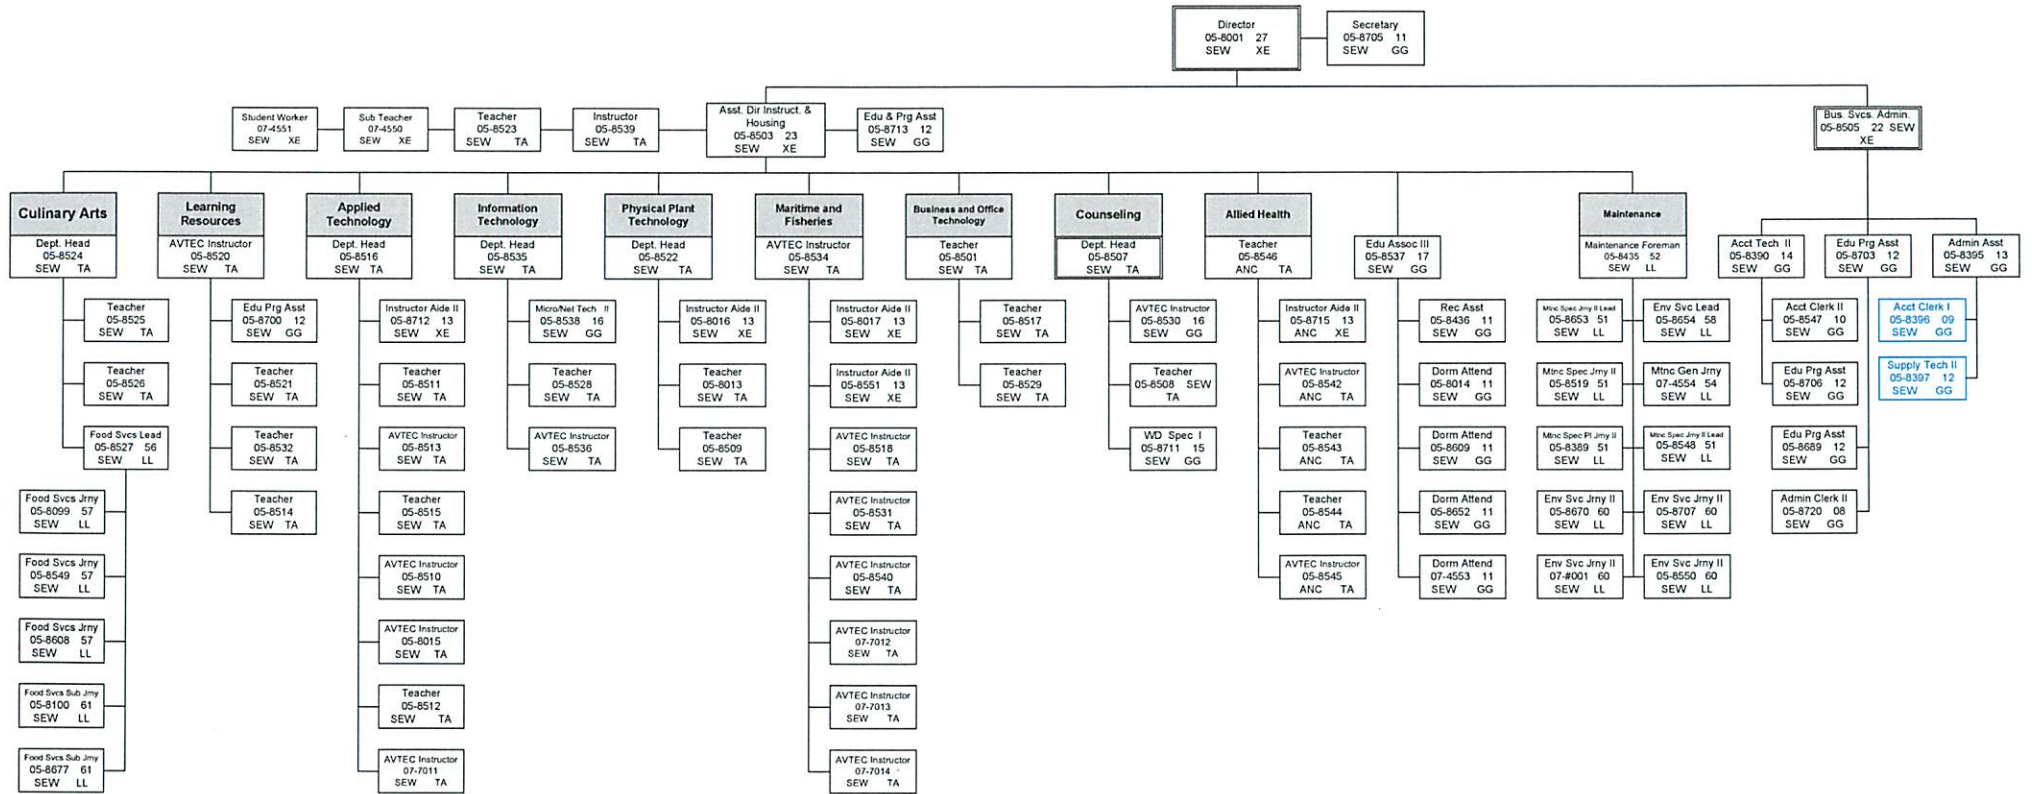 Director
05-8001 27
SEW XE
Secretary
05-8705 11
SEW GG
Student Worker
07-4551
SEW XE
Sub Teacher
07-4550
SEW XE
Teacher
05-8523
SEW TA
Instructor
05-8539
SEW TA
Asst. Dir Instruct. &
Housing
05-8503 23
SEW XE
Edu & Prg Asst
05-8713 12
SEW GG
Bus. Svcs. Admin.
05-8505 22 SEW
XE
Culinary Arts
Dept. Head
05-8524
SEW TA
Teacher
05-8525
SEW TA
Teacher
05-8526
SEW TA
Food Svcs Lead
05-8527 56
SEW LL
Food Svcs Jrny
05-8099 57
SEW LL
Food Svcs Jrny
05-8549 57
SEW LL
Food Svcs Jrny
05-8608 57
SEW LL
Food Svcs Sub Jrny
05-8100 61
SEW LL
Food Svcs Sub Jrny
05-8677 61
SEW LL
Learning
Resources
AVTEC Instructor
05-8520
SEW TA
Edu Prg Asst
05-8700 12
SEW GG
Teacher
05-8521
SEW TA
Teacher
05-8532
SEW TA
Teacher
05-8514
SEW TA
Applied
Technology
Dept. Head
05-8516
SEW TA
Instructor Aide II
05-8712 13
SEW XE
Teacher
05-8511
SEW TA
AVTEC Instructor
05-8513
SEW TA
Teacher
05-8515
SEW TA
AVTEC Instructor
05-8510
SEW TA
AVTEC Instructor
05-8015
SEW TA
Teacher
05-8512
SEW TA
AVTEC Instructor
07-7011
SEW TA
Information
Technology
Dept. Head
05-8535
SEW TA
Micro/Net Tech II
05-8538 16
SEW GG
Teacher
05-8528
SEW TA
AVTEC Instructor
05-8536
SEW TA
Physical Plant
Technology
Dept. Head
05-8522
SEW TA
Instructor Aide II
05-8016 13
SEW XE
Teacher
05-8013
SEW TA
Teacher
05-8509
SEW TA
Maritime and
Fisheries
AVTEC Instructor
05-8534
SEW TA
Instructor Aide II
05-8017 13
SEW XE
Instructor Aide II
05-8551 13
SEW XE
AVTEC Instructor
05-8518
SEW TA
AVTEC Instructor
05-8531
SEW TA
AVTEC Instructor
05-8540
SEW TA
AVTEC Instructor
07-7012
SEW TA
AVTEC Instructor
07-7013
SEW TA
AVTEC Instructor
07-7014
SEW TA
Business and Office
Technology
Teacher
05-8501
SEW TA
Teacher
05-8517
SEW TA
Teacher
05-8529
SEW TA
Counseling
Dept. Head
05-8507
SEW TA
AVTEC Instructor
05-8530 16
SEW GG
Teacher
05-8508 SEW
TA
WD Spec I
05-8711 15
SEW GG
Allied Health
Teacher
05-8546
ANC TA
Instructor Aide II
05-8715 13
ANC XE
AVTEC Instructor
05-8542
ANC TA
Teacher
05-8543
ANC TA
Teacher
05-8544
ANC TA
AVTEC Instructor
05-8545
ANC TA
Edu Assoc III
05-8537 17
SEW GG
Rec Asst
05-8436 11
SEW GG
Dorm Attend
05-8014 11
SEW GG
Dorm Attend
05-8609 11
SEW GG
Dorm Attend
05-8652 11
SEW GG
Dorm Attend
07-4553 11
SEW GG
Maintenance
Maintenance Foreman
05-8435 52
SEW LL
Mtnc Spec Jrny II Lead
05-8653 51
SEW LL
Env Svc Lead
05-8654 58
SEW LL
Mtnc Spec Jrny II
05-8519 51
SEW LL
Mtnc Gen Jrny
07-4554 54
SEW LL
Mtnc Spec Pl Jrny II
05-8389 51
SEW LL
Mtnc Spec Jrny II Lead
05-8548 51
SEW LL
Env Svc Jrny II
05-8670 60
SEW LL
Env Svc Jrny II
05-8707 60
SEW LL
Env Svc Jrny II
07-#001 60
SEW LL
Env Svc Jrny II
05-8550 60
SEW LL
Acct Tech II
05-8390 14
SEW GG
Acct Clerk II
05-8547 10
SEW GG
Edu Prg Asst
05-8706 12
SEW GG
Edu Prg Asst
05-8703 12
SEW GG
Edu Prg Asst
05-8689 12
SEW GG
Admin Clerk II
05-8720 08
SEW GG
Admin Asst
05-8395 13
SEW GG
Acct Clerk I
05-8396 09
SEW GG
Supply Tech II
05-8397 12
SEW GG